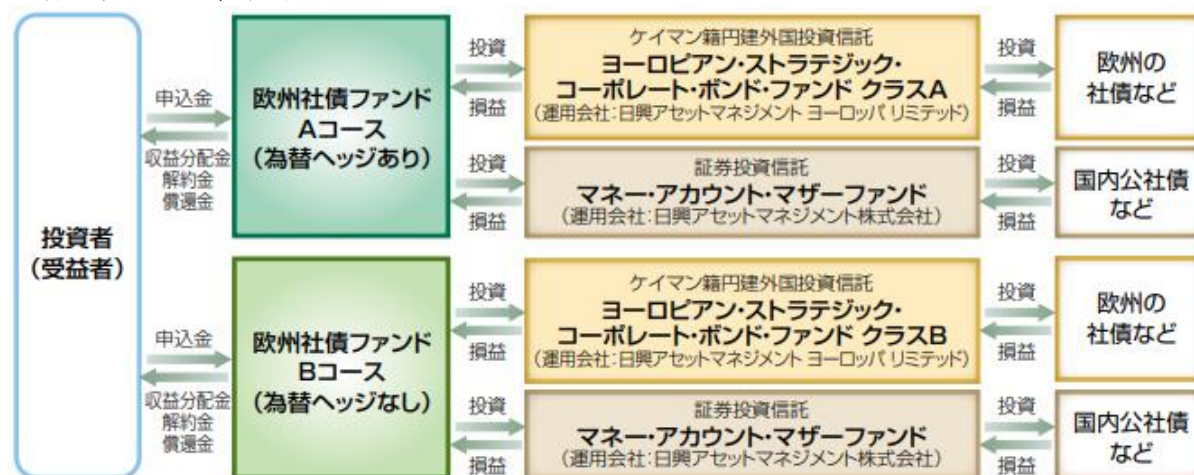 投資者
（受益者）
申込金
収益分配金
解約金
償還金
欧州社債ファンド
Aコース
（為替ヘッジあり）
投資
損益
ケイマン籍円建外国投資信託
ヨーロピアン・ストラテジック・
コーポレート・ボンド・ファンド クラスA
（運用会社：日興アセットマネジメント ヨーロッパ リミテッド）
投資
損益
欧州の
社債など
投資
損益
証券投資信託
マネー・アカウント・マザーファンド
（運用会社：日興アセットマネジメント株式会社）
投資
損益
国内公社債
など
申込金
収益分配金
解約金
償還金
欧州社債ファンド
Bコース
（為替ヘッジなし）
投資
損益
ケイマン籍円建外国投資信託
ヨーロピアン・ストラテジック・
コーポレート・ボンド・ファンド クラスB
（運用会社：日興アセットマネジメント ヨーロッパ リミテッド）
投資
損益
欧州の
社債など
投資
損益
証券投資信託
マネー・アカウント・マザーファンド
（運用会社：日興アセットマネジメント株式会社）
投資
損益
国内公社債
など